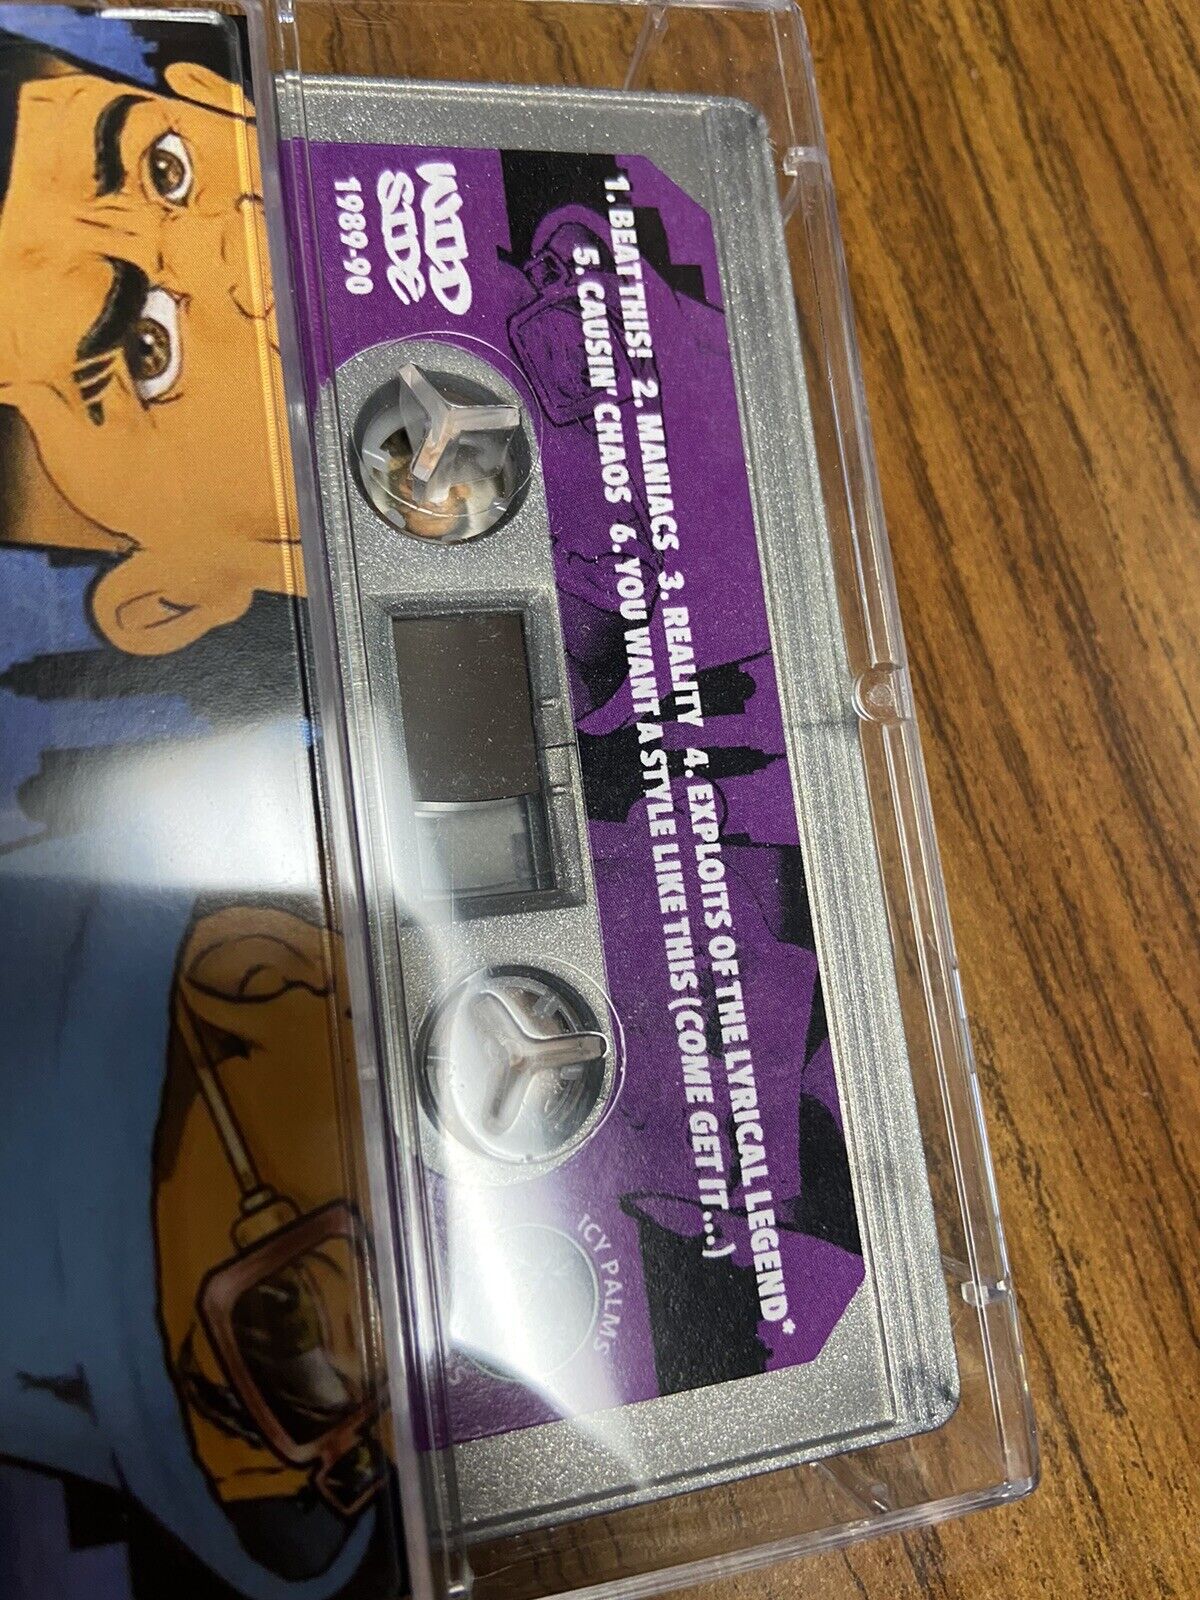 1. BEAT THIS! 2. MANIACS 3. REALITY 4. EXPLOITS OF THE LYRICAL LEGEND*
5. CAUSIN' CHAOS 6. YOU WANT A STYLE LIKE THIS (COME GET IT...)
SIDE
1989-90
ICY PALMS